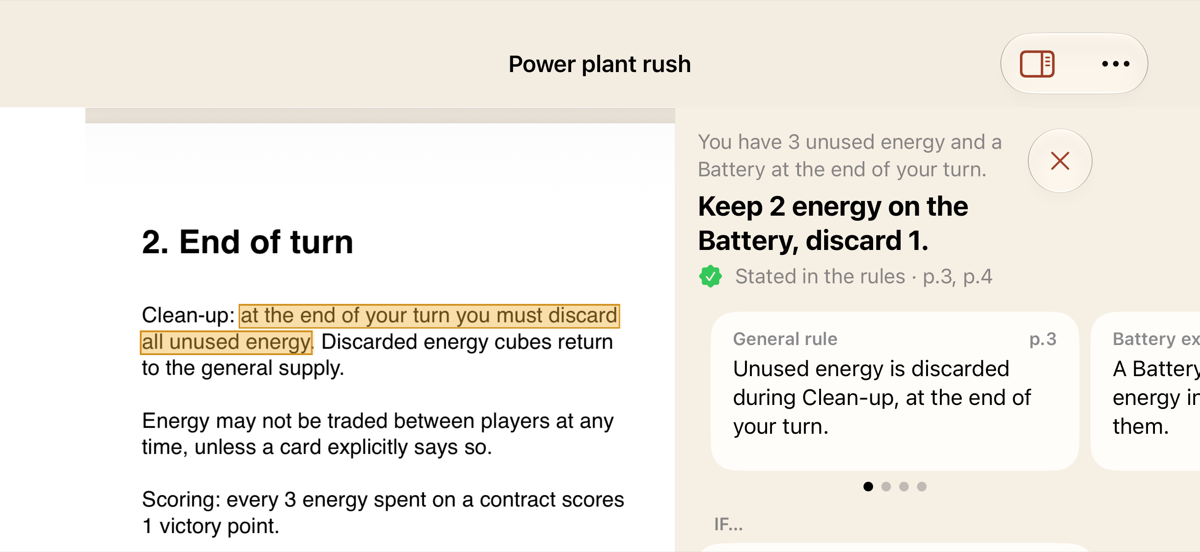 Power plant rush
2. End of turn
Clean-up: at the end of your turn you must discard
all unused energy. Discarded energy cubes return
to the general supply.
Energy may not be traded between players at any
time, unless a card explicitly says so.
Scoring: every 3 energy spent on a contract scores
1 victory point.
You have 3 unused energy and a
Battery at the end of your turn.
Keep 2 energy on the
Battery, discard 1.
Stated in the rules · p.3, p.4
General rule p.3
Unused energy is discarded
during Clean-up, at the end of
your turn.
Battery
A Battery
energy
them.
IF...